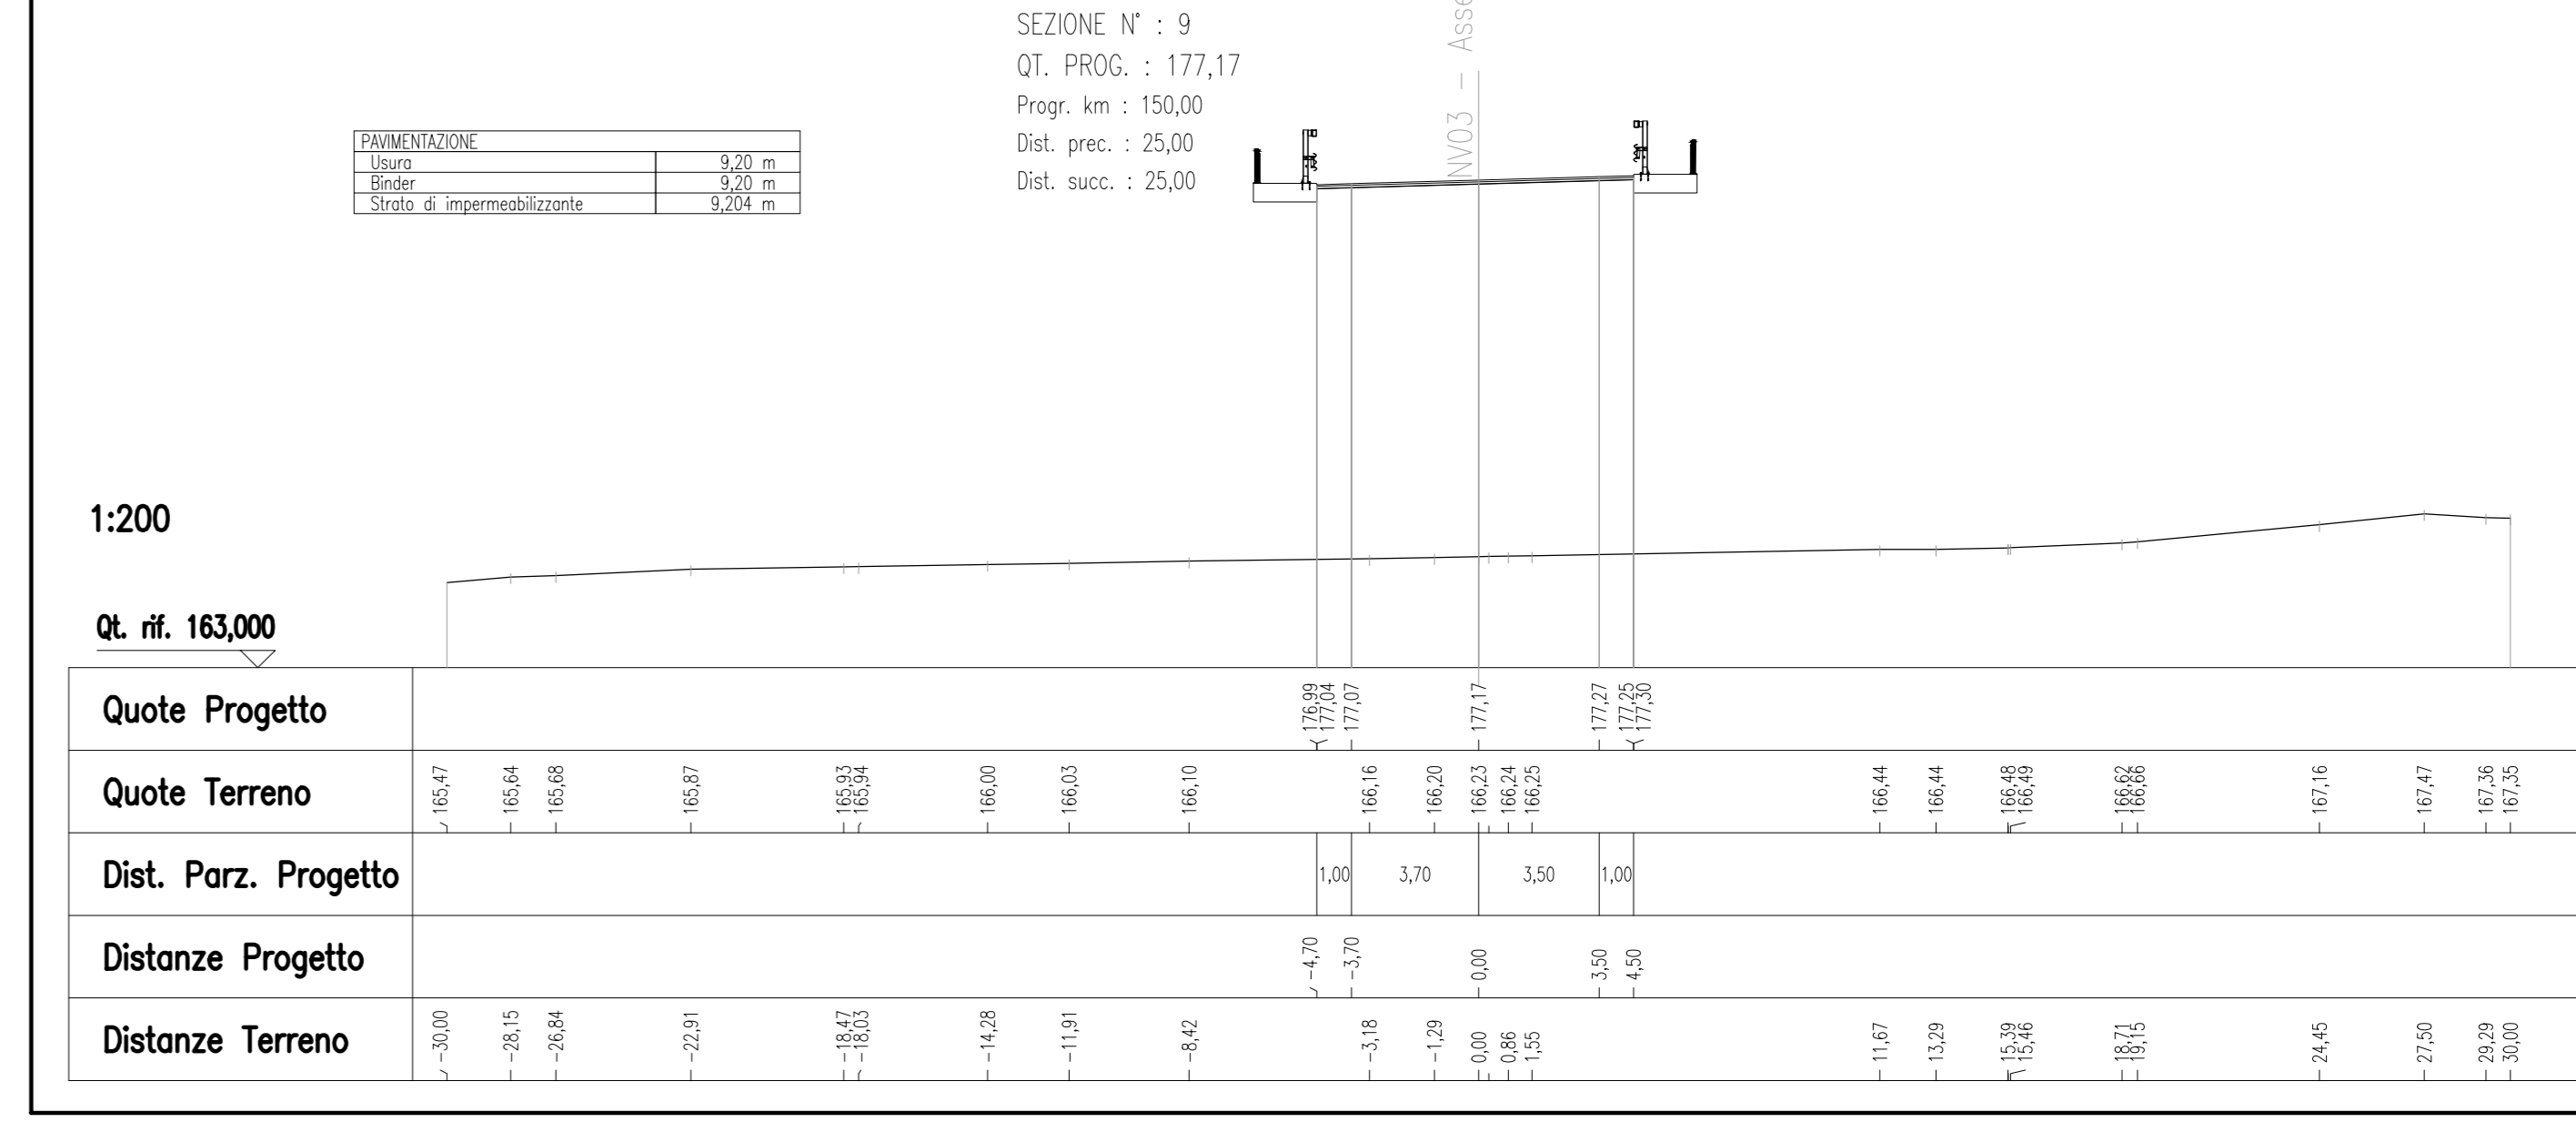 SEZIONE N° : 9
QT. PROG. : 177,17
Progr. km : 150,00
Dist. prec. : 25,00
Dist. succ. : 25,00
NV03 - Asse
PAVIMENTAZIONE
Usura 9,20 m
Binder 9,20 m
Strato di impermeabilizzante 9,204 m
1:200
Qt. rif. 163,000
Quote Progetto 176,99 177,04 177,07 177,17 177,27 177,25 177,30
Quote Terreno 165,47 165,64 165,68 165,87 165,93 165,94 166,00 166,03 166,10 166,16 166,20 166,23 166,24 166,25 166,44 166,44 166,48 166,49 166,62 166,66 167,16 167,47 167,36 167,35
Dist. Parz. Progetto 1,00 3,70 3,50 1,00
Distanze Progetto -4,70 -3,70 0,00 3,50 4,50
Distanze Terreno -30,00 -28,15 -26,84 -22,91 -18,47 -18,03 -14,28 -11,91 -8,42 -3,18 -1,29 0,00 0,86 1,55 11,67 13,29 15,39 15,46 18,71 19,15 24,45 27,50 29,29 30,00